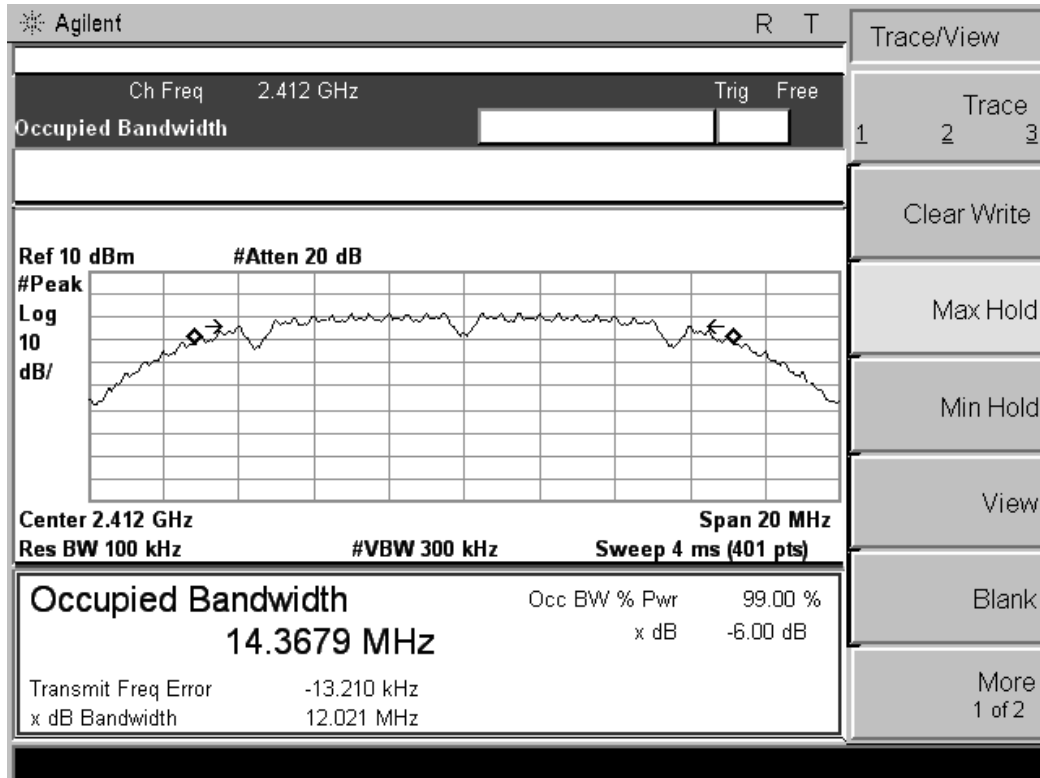 Agilent R T
Ch Freq 2.412 GHz Trig Free
Occupied Bandwidth
Ref 10 dBm #Atten 20 dB
#Peak
Log
10
dB/
Center 2.412 GHz Span 20 MHz
Res BW 100 kHz #VBW 300 kHz Sweep 4 ms (401 pts)
Occupied Bandwidth Occ BW % Pwr 99.00 %
14.3679 MHz x dB -6.00 dB
Transmit Freq Error -13.210 kHz
x dB Bandwidth 12.021 MHz
Trace/View
Trace
1 2 3
Clear Write
Max Hold
Min Hold
View
Blank
More
1 of 2